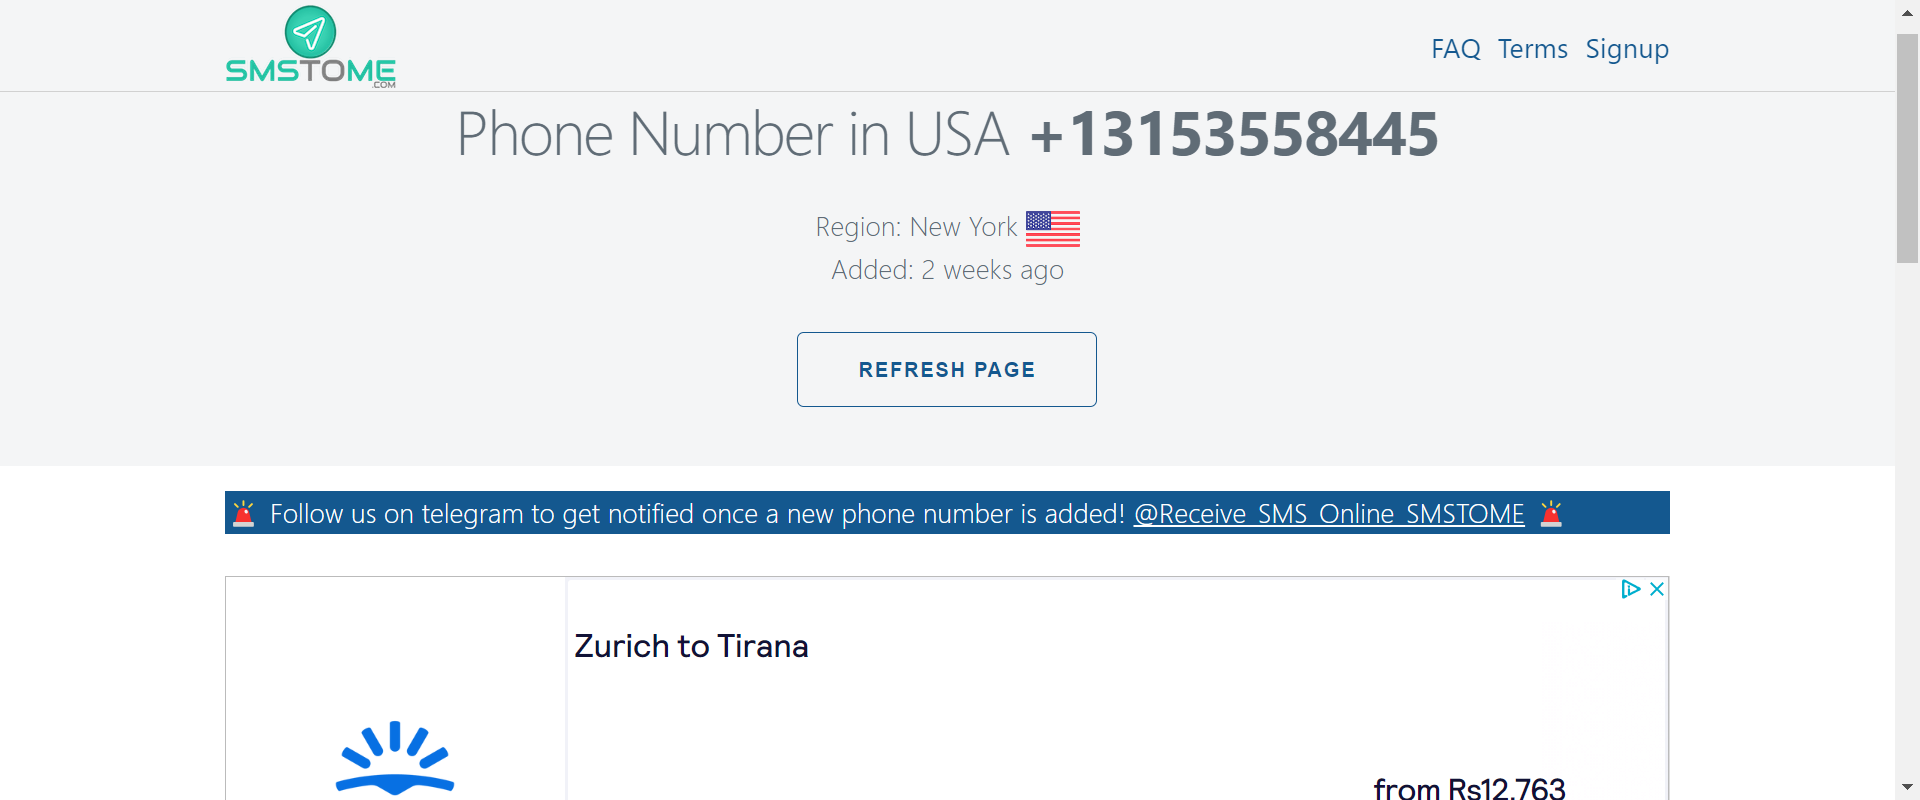 SMSTOME
.COM
FAQ Terms Signup
Phone Number in USA +13153558445
Region: New York
Added: 2 weeks ago
REFRESH PAGE
Follow us on telegram to get notified once a new phone number is added! @Receive_SMS_Online_SMSTOME
Zurich to Tirana
from Rs12,763